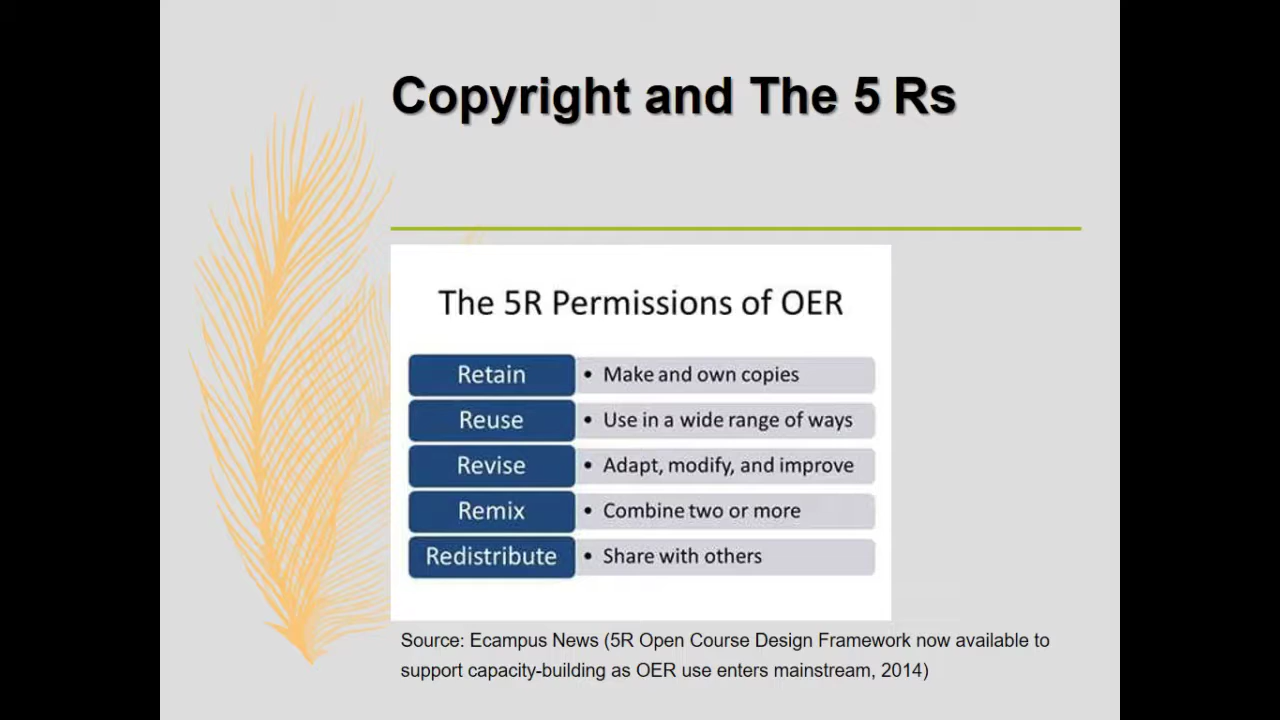 Copyright and The 5 Rs
The 5R Permissions of OER
Retain • Make and own copies
Reuse • Use in a wide range of ways
Revise • Adapt, modify, and improve
Remix • Combine two or more
Redistribute • Share with others
Source: Ecampus News (5R Open Course Design Framework now available to
support capacity-building as OER use enters mainstream, 2014)